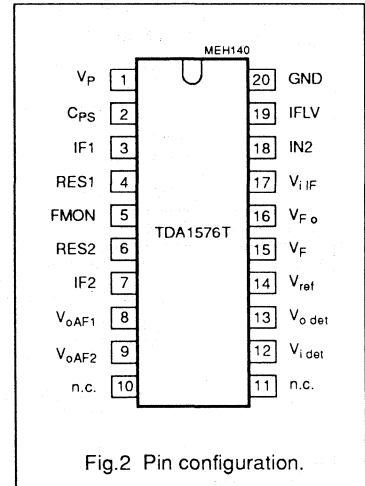 MEH140
VP 1 20 GND
CPS 2 19 IFLV
IF1 3 18 IN2
RES1 4 17 Vi IF
FMON 5 16 VF o
TDA1576T
RES2 6 15 VF
IF2 7 14 Vref
VoAF1 8 13 Vo det
VoAF2 9 12 Vi det
n.c. 10 11 n.c.
Fig.2 Pin configuration.